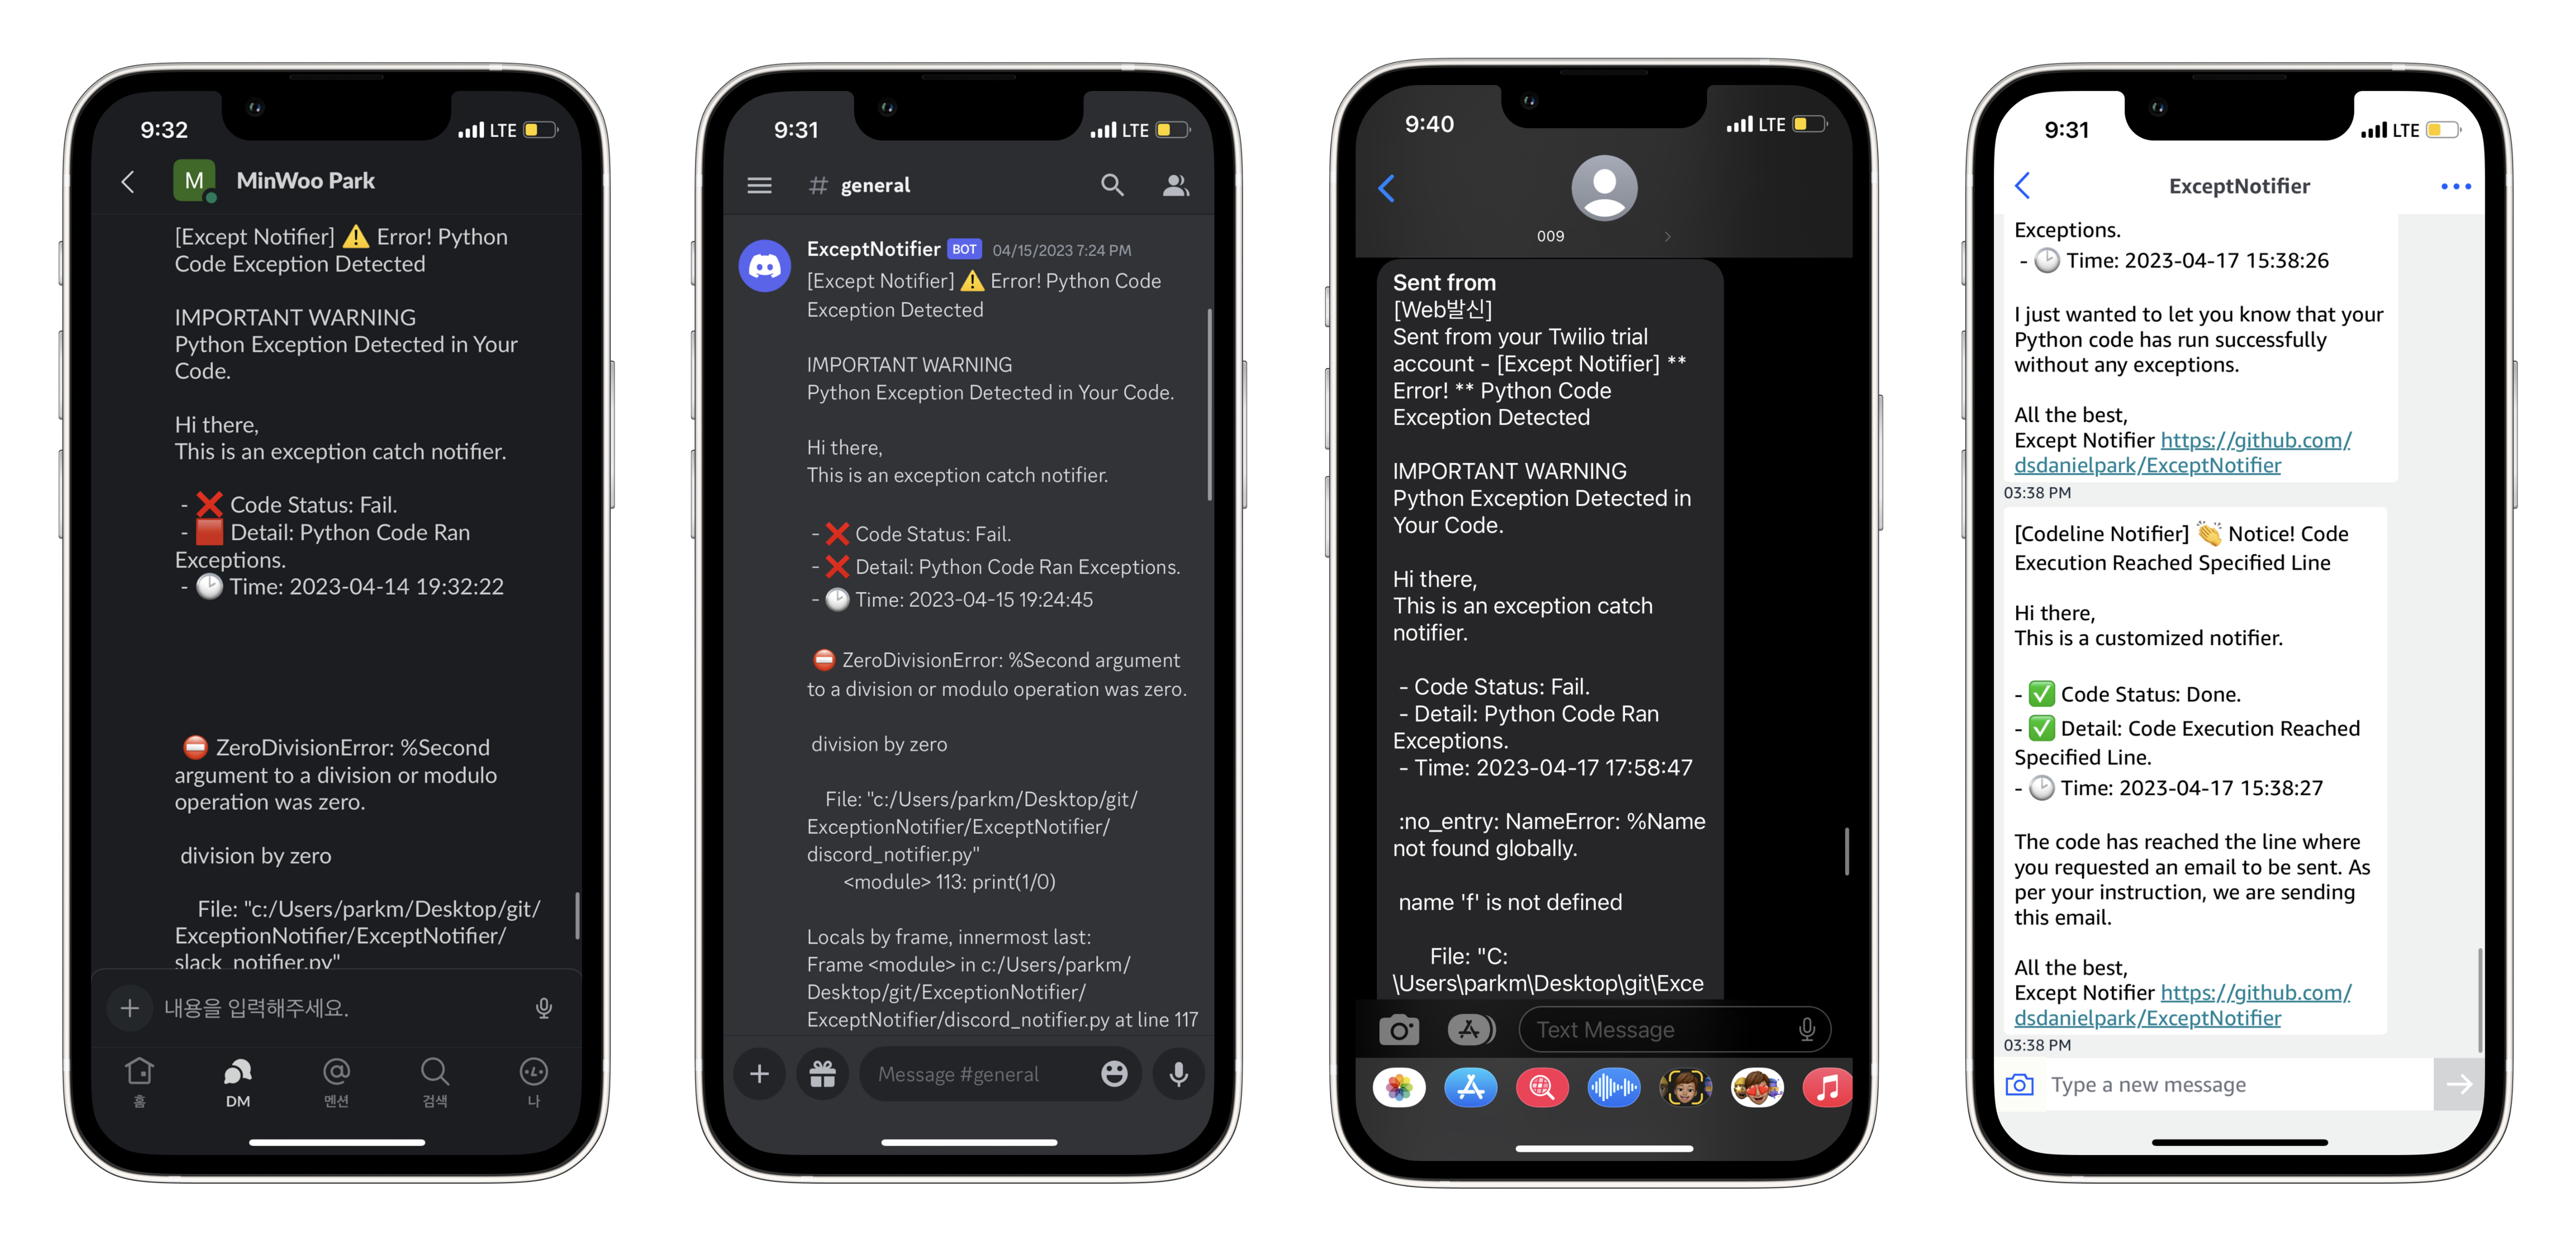 9:32
LTE
M
MinWoo Park
[Except Notifier] ⚠️ Error! Python
Code Exception Detected
IMPORTANT WARNING
Python Exception Detected in Your
Code.
Hi there,
This is an exception catch notifier.
- ❌ Code Status: Fail.
- 🟥 Detail: Python Code Ran
Exceptions.
- 🕑 Time: 2023-04-14 19:32:22
⛔ ZeroDivisionError: %Second
argument to a division or modulo
operation was zero.
division by zero
File: "c:/Users/parkm/Desktop/git/
ExceptionNotifier/ExceptNotifier/
slack_notifier.py"
내용을 입력해주세요.
홈
DM
멘션
검색
나
9:31
LTE
# general
ExceptNotifier BOT 04/15/2023 7:24 PM
[Except Notifier] ⚠️ Error! Python Code
Exception Detected
IMPORTANT WARNING
Python Exception Detected in Your Code.
Hi there,
This is an exception catch notifier.
- ❌ Code Status: Fail.
- ❌ Detail: Python Code Ran Exceptions.
- 🕑 Time: 2023-04-15 19:24:45
⛔ ZeroDivisionError: %Second argument
to a division or modulo operation was zero.
division by zero
File: "c:/Users/parkm/Desktop/git/
ExceptionNotifier/ExceptNotifier/
discord_notifier.py"
<module> 113: print(1/0)
Locals by frame, innermost last:
Frame <module> in c:/Users/parkm/
Desktop/git/ExceptionNotifier/
ExceptNotifier/discord_notifier.py at line 117
Message #general
9:40
LTE
009
Sent from
[Web발신]
Sent from your Twilio trial
account - [Except Notifier] **
Error! ** Python Code
Exception Detected
IMPORTANT WARNING
Python Exception Detected in
Your Code.
Hi there,
This is an exception catch
notifier.
- Code Status: Fail.
- Detail: Python Code Ran
Exceptions.
- Time: 2023-04-17 17:58:47
:no_entry: NameError: %Name
not found globally.
name 'f' is not defined
File: "C:
\Users\parkm\Desktop\git\Exce
Text Message
9:31
LTE
ExceptNotifier
Exceptions.
- 🕑 Time: 2023-04-17 15:38:26
I just wanted to let you know that your
Python code has run successfully
without any exceptions.
All the best,
Except Notifier https://github.com/
dsdanielpark/ExceptNotifier
03:38 PM
[Codeline Notifier] 👏 Notice! Code
Execution Reached Specified Line
Hi there,
This is a customized notifier.
- ✅ Code Status: Done.
- ✅ Detail: Code Execution Reached
Specified Line.
- 🕑 Time: 2023-04-17 15:38:27
The code has reached the line where
you requested an email to be sent. As
per your instruction, we are sending
this email.
All the best,
Except Notifier https://github.com/
dsdanielpark/ExceptNotifier
03:38 PM
Type a new message